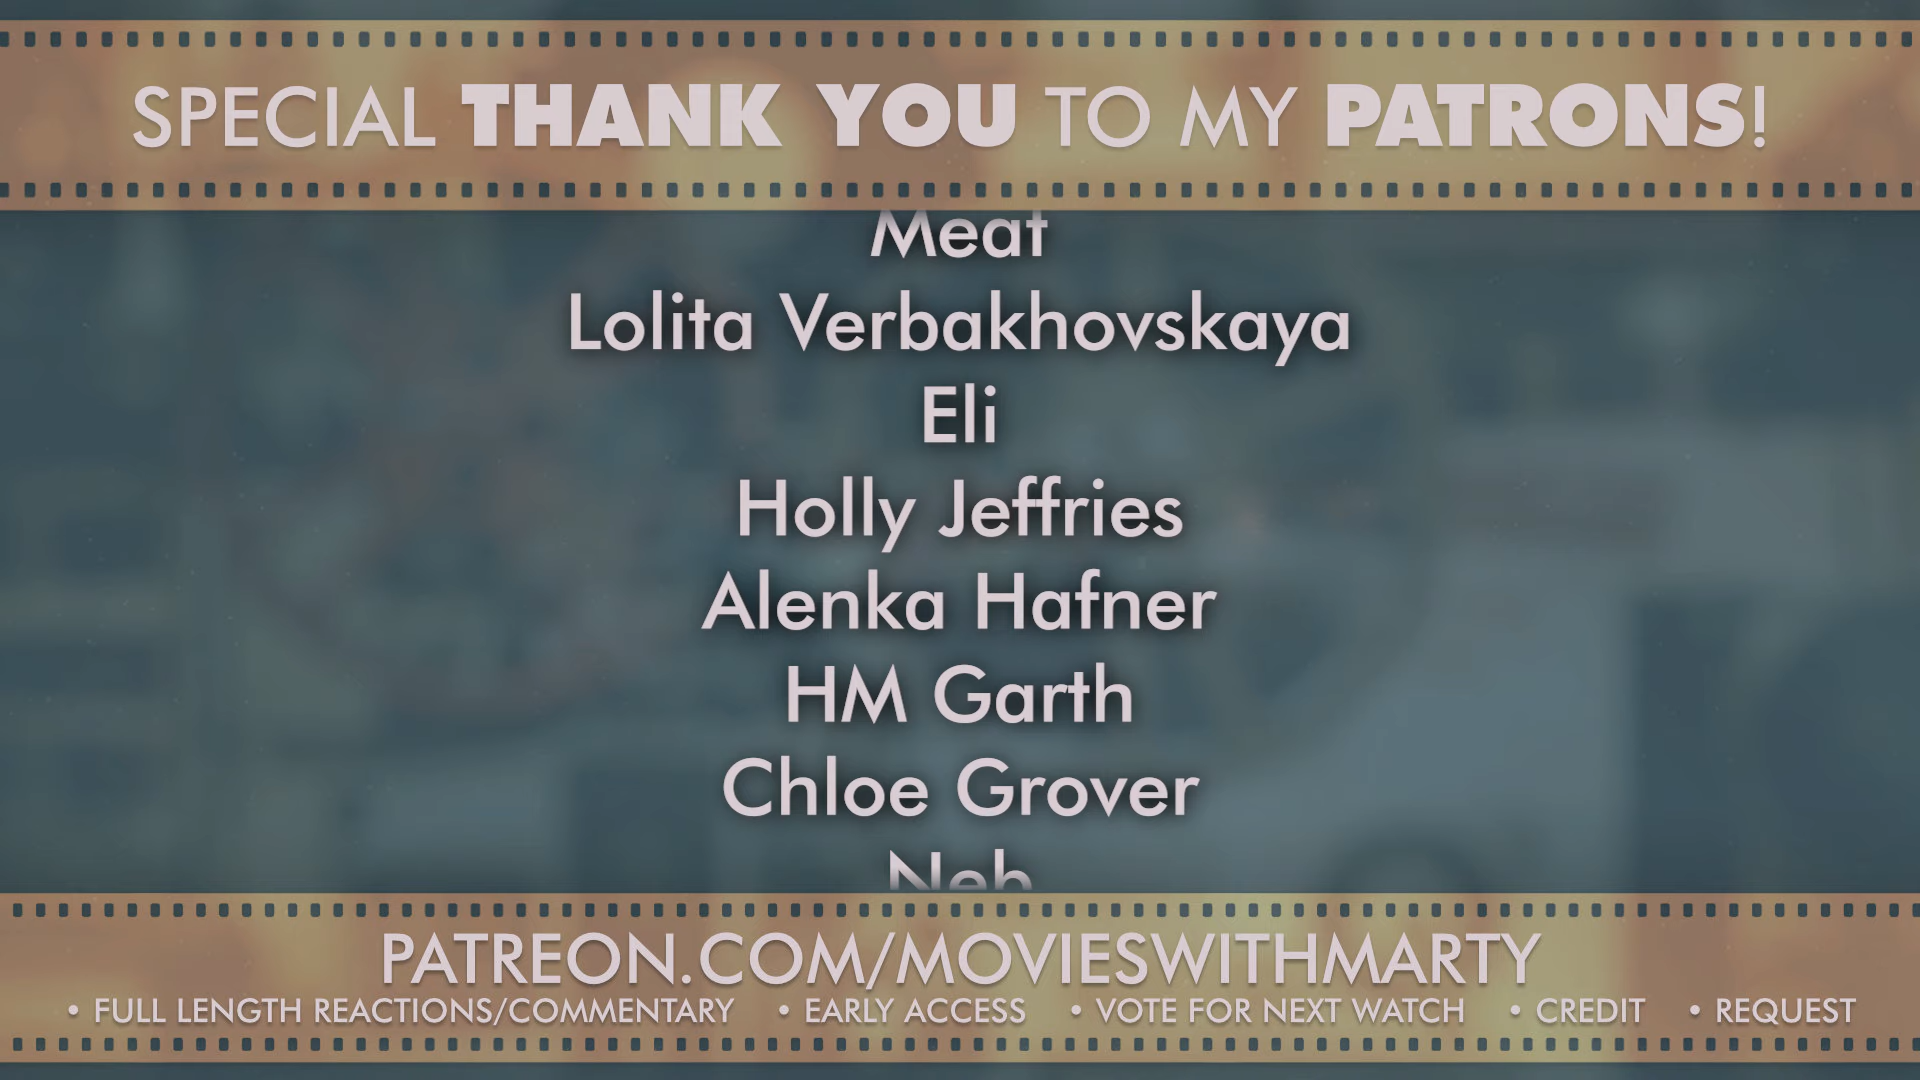 SPECIAL THANK YOU TO MY PATRONS!
Meat
Lolita Verbakhovskaya
Eli
Holly Jeffries
Alenka Hafner
HM Garth
Chloe Grover
Neb
PATREON.COM/MOVIESWITHMARTY
• FULL LENGTH REACTIONS/COMMENTARY • EARLY ACCESS • VOTE FOR NEXT WATCH • CREDIT • REQUEST